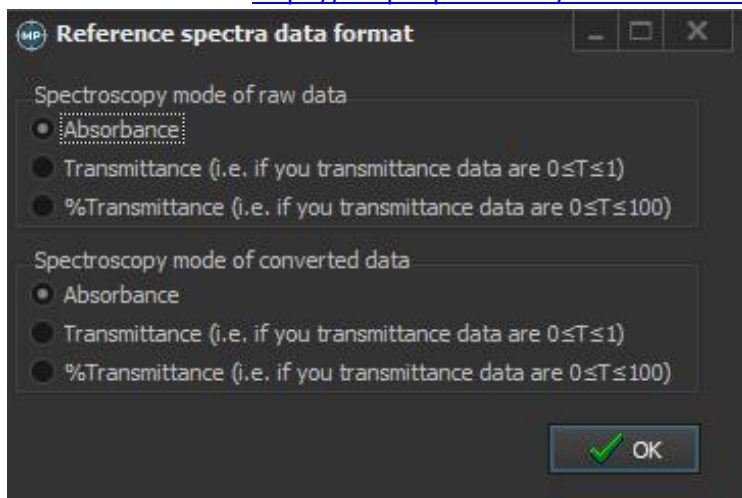 MP Reference spectra data format
Spectroscopy mode of raw data
Absorbance
Transmittance (i.e. if you transmittance data are 0≤T≤1)
%Transmittance (i.e. if you transmittance data are 0≤T≤100)
Spectroscopy mode of converted data
Absorbance
Transmittance (i.e. if you transmittance data are 0≤T≤1)
%Transmittance (i.e. if you transmittance data are 0≤T≤100)
OK